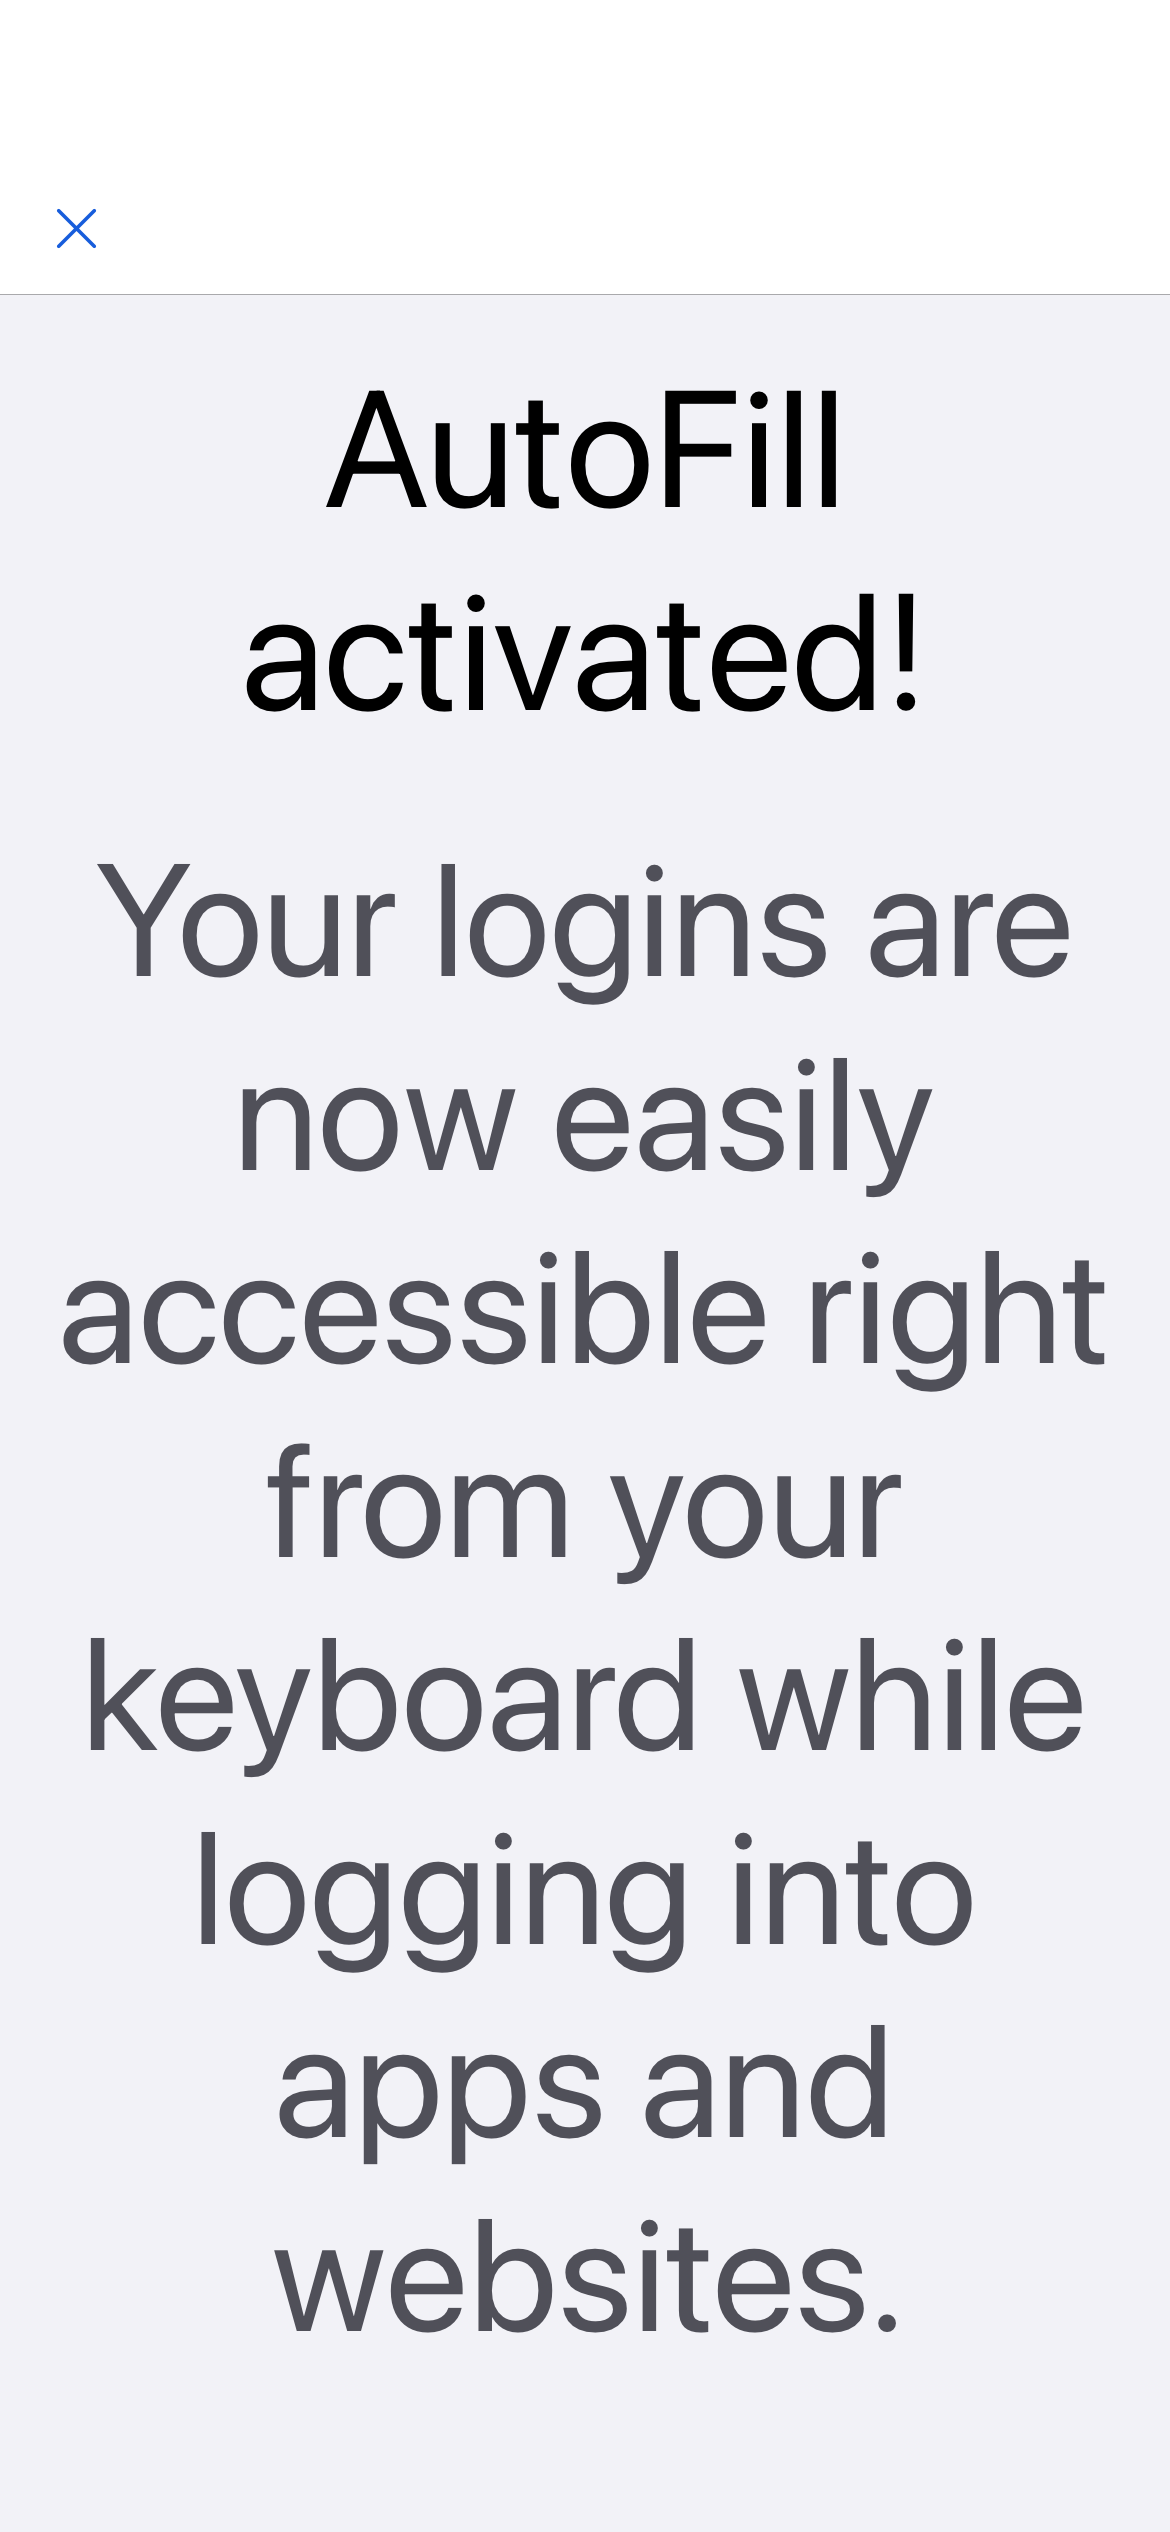 AutoFill
activated!
Your logins are
now easily
accessible right
from your
keyboard while
logging into
apps and
websites.